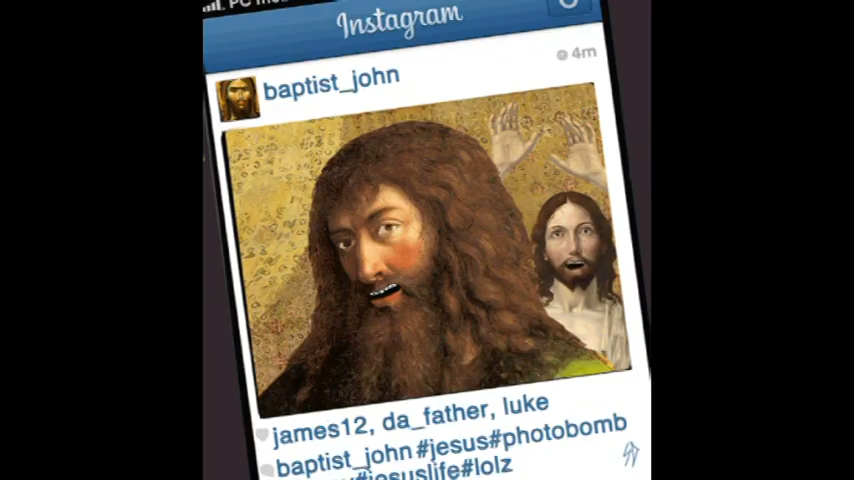 Instagram
baptist_john
4m
james12, da_father, luke
baptist_john #jesus#photobomb
#jesuslife#lolz